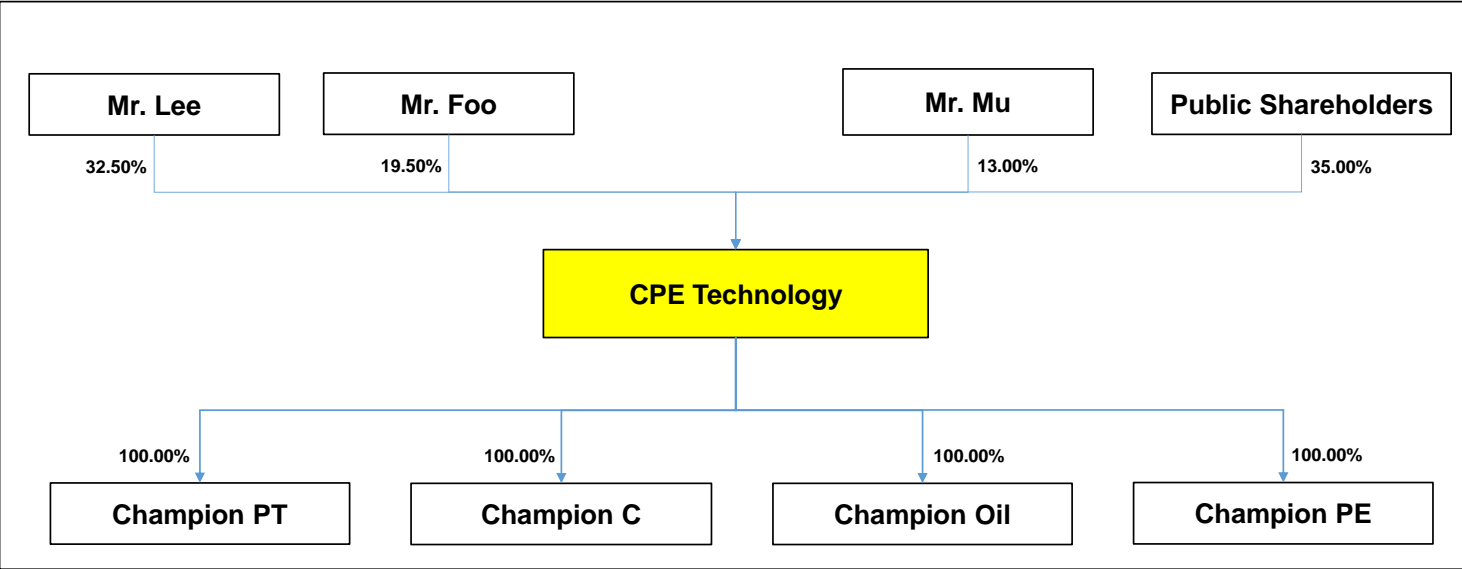 Mr. Lee
Mr. Foo
Mr. Mu
Public Shareholders
32.50%
19.50%
13.00%
35.00%
CPE Technology
100.00%
100.00%
100.00%
100.00%
Champion PT
Champion C
Champion Oil
Champion PE